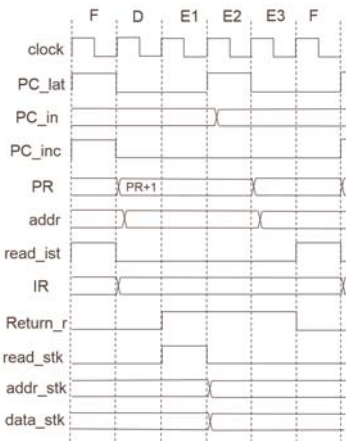 F D E1 E2 E3 F
clock
PC_lat
PC_in
PC_inc
PR PR+1
addr
read_ist
IR
Return_r
read_stk
addr_stk
data_stk